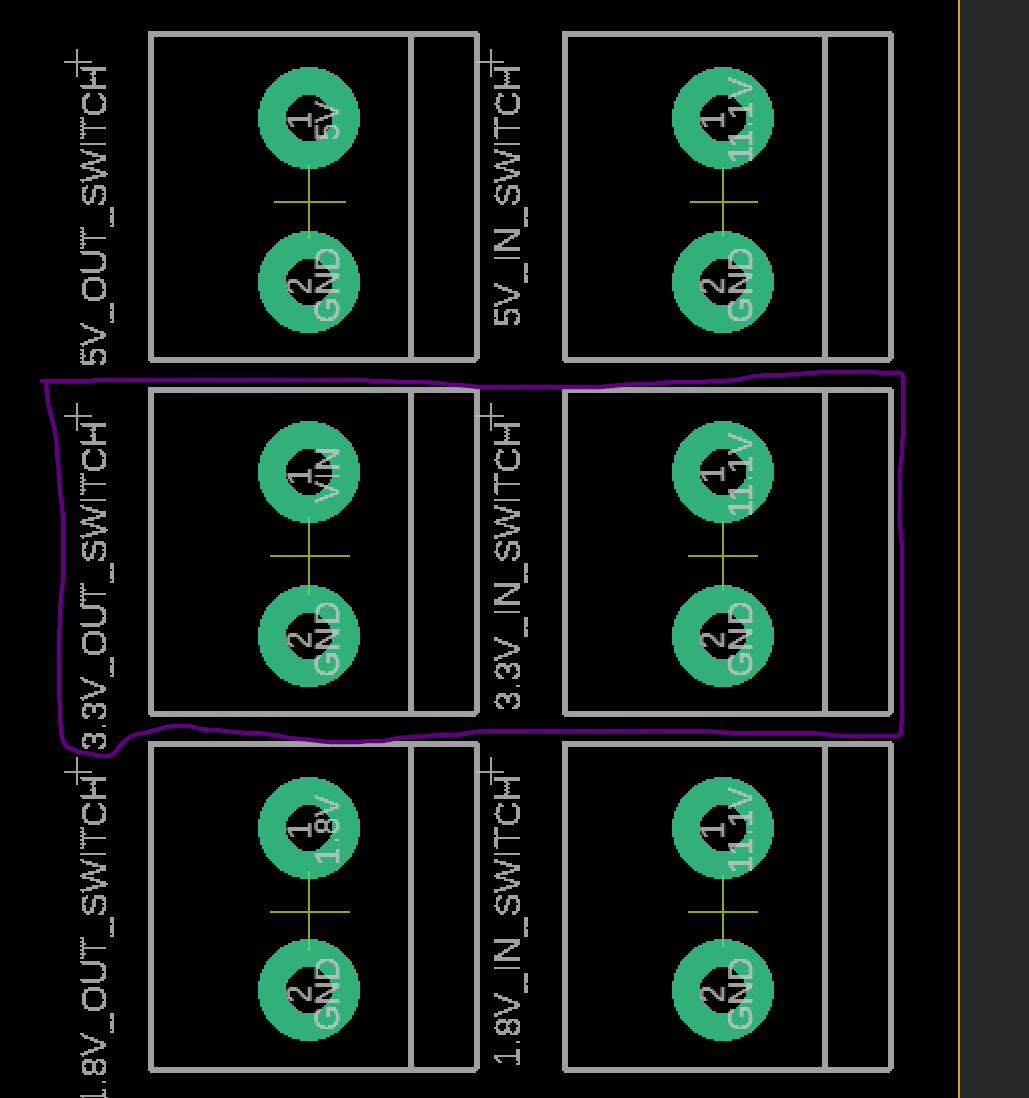 5V_OUT_SWITCH
1
5V
2
GND
5V_IN_SWITCH
1
11.1V
2
GND
3.3V_OUT_SWITCH
1
VIN
2
GND
3.3V_IN_SWITCH
1
11.1V
2
GND
1.8V_OUT_SWITCH
1
1.8V
2
GND
1.8V_IN_SWITCH
1
11.1V
2
GND